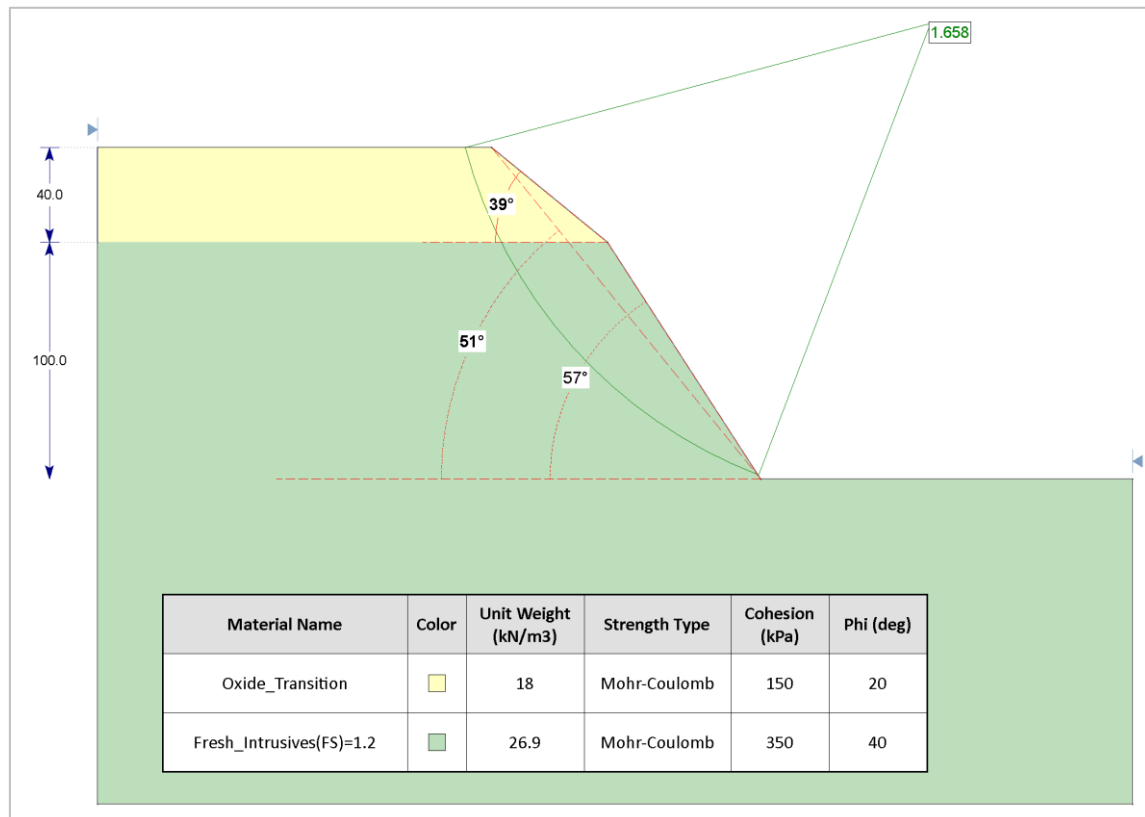 1.658
40.0
39°
100.0
51°
57°
Material Name Color Unit Weight (kN/m3) Strength Type Cohesion (kPa) Phi (deg)
Oxide_Transition 18 Mohr-Coulomb 150 20
Fresh_Intrusives(FS)=1.2 26.9 Mohr-Coulomb 350 40